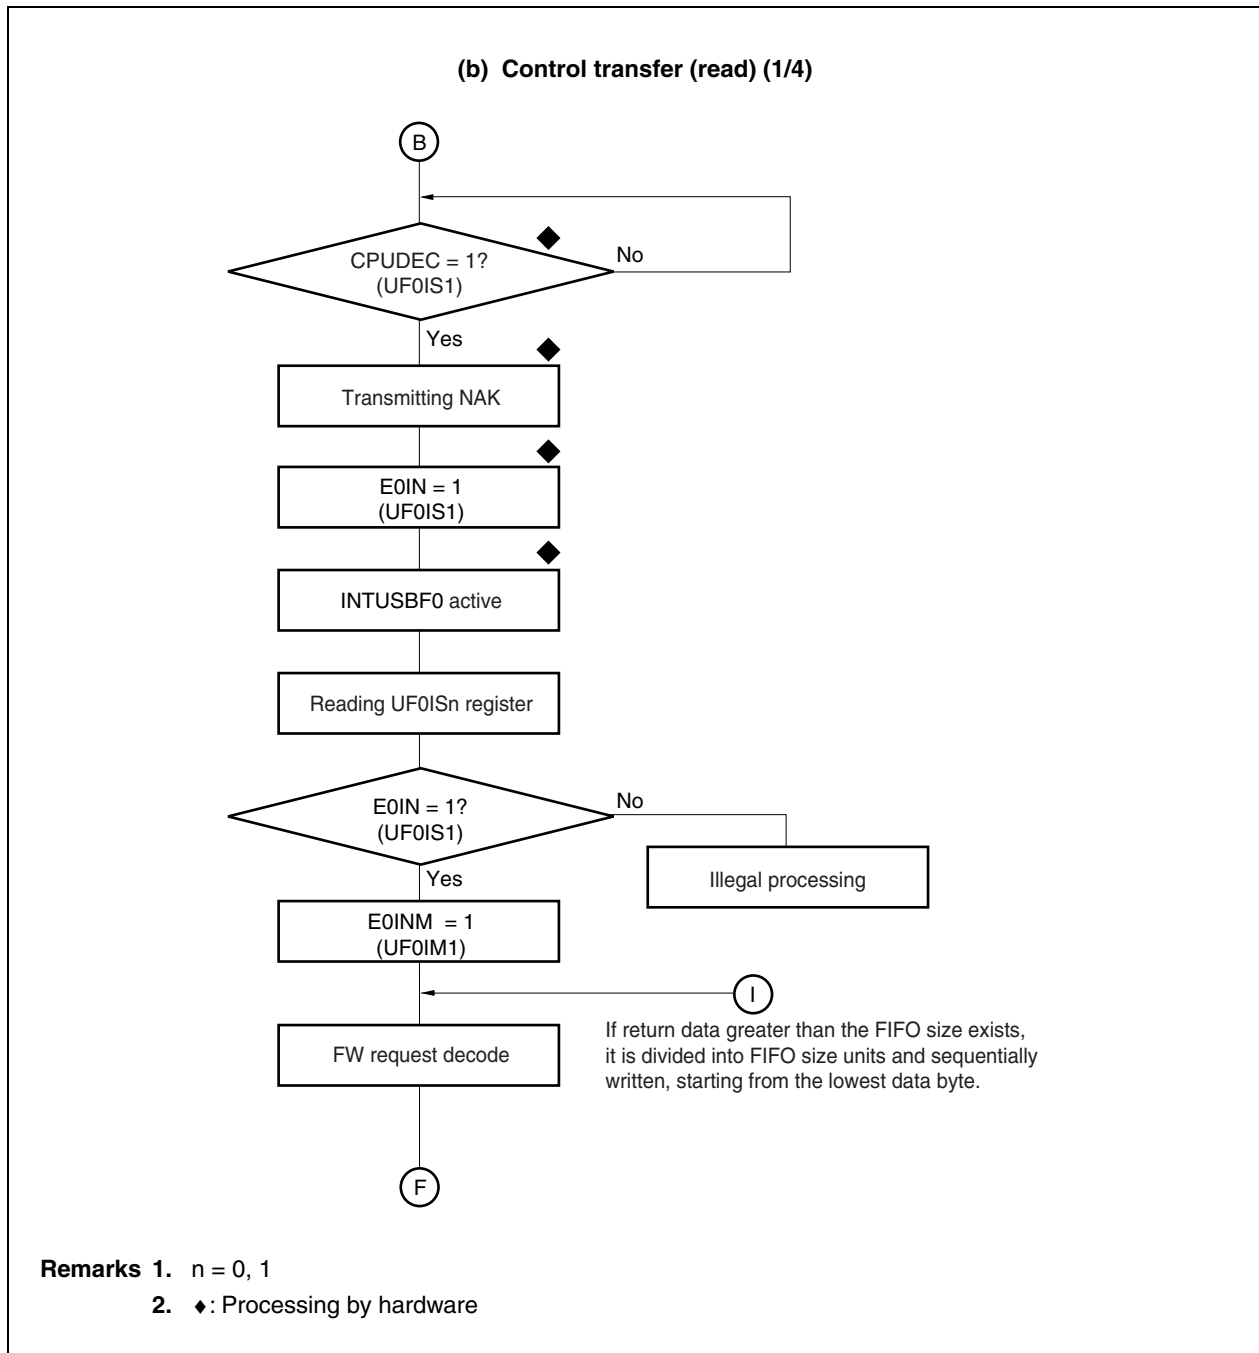 (b) Control transfer (read) (1/4)
B
CPUDEC = 1?
(UF0IS1)
No
Yes
Transmitting NAK
E0IN = 1
(UF0IS1)
INTUSBF0 active
Reading UF0ISn register
E0IN = 1?
(UF0IS1)
No
Illegal processing
Yes
E0INM = 1
(UF0IM1)
I
If return data greater than the FIFO size exists,
it is divided into FIFO size units and sequentially
written, starting from the lowest data byte.
FW request decode
F
Remarks 1. n = 0, 1
2. ◆: Processing by hardware